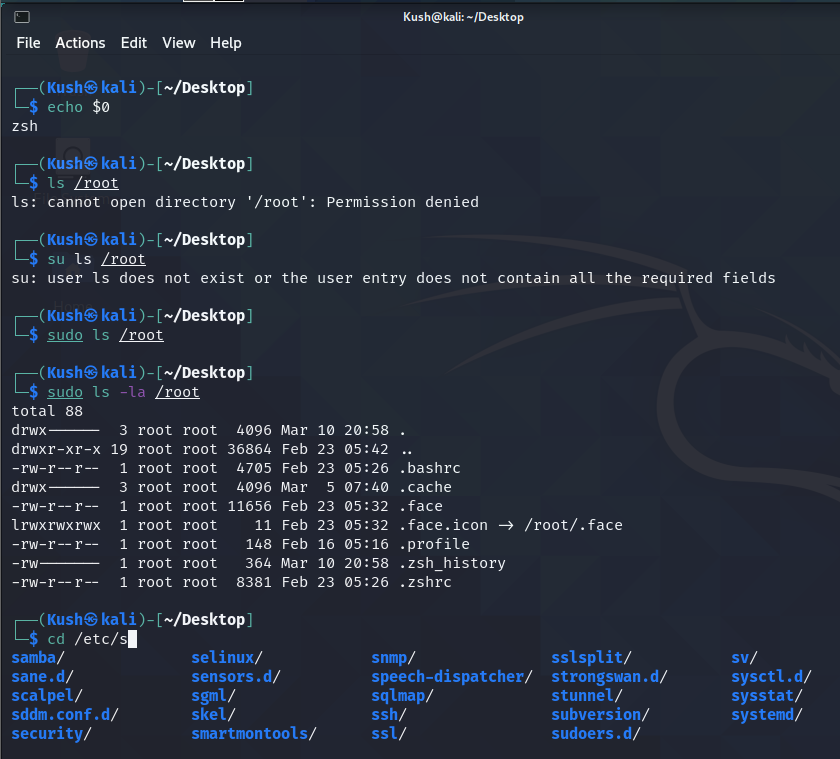 Kush@kali: ~/Desktop
File Actions Edit View Help
┌──(Kush㉿kali)-[~/Desktop]
└─$ echo $0
zsh
┌──(Kush㉿kali)-[~/Desktop]
└─$ ls /root
ls: cannot open directory '/root': Permission denied
┌──(Kush㉿kali)-[~/Desktop]
└─$ su ls /root
su: user ls does not exist or the user entry does not contain all the required fields
┌──(Kush㉿kali)-[~/Desktop]
└─$ sudo ls /root
┌──(Kush㉿kali)-[~/Desktop]
└─$ sudo ls -la /root
total 88
drwx------  3 root root  4096 Mar 10 20:58 .
drwxr-xr-x 19 root root 36864 Feb 23 05:42 ..
-rw-r--r--  1 root root  4705 Feb 23 05:26 .bashrc
drwx------  3 root root  4096 Mar  5 07:40 .cache
-rw-r--r--  1 root root 11656 Feb 23 05:32 .face
lrwxrwxrwx  1 root root    11 Feb 23 05:32 .face.icon -> /root/.face
-rw-r--r--  1 root root   148 Feb 16 05:16 .profile
-rw-------  1 root root   364 Mar 10 20:58 .zsh_history
-rw-r--r--  1 root root  8381 Feb 23 05:26 .zshrc
┌──(Kush㉿kali)-[~/Desktop]
└─$ cd /etc/s
samba/ selinux/ snmp/ sslsplit/ sv/
sane.d/ sensors.d/ speech-dispatcher/ strongswan.d/ sysctl.d/
scalpel/ sgml/ sqlmap/ stunnel/ sysstat/
sddm.conf.d/ skel/ ssh/ subversion/ systemd/
security/ smartmontools/ ssl/ sudoers.d/